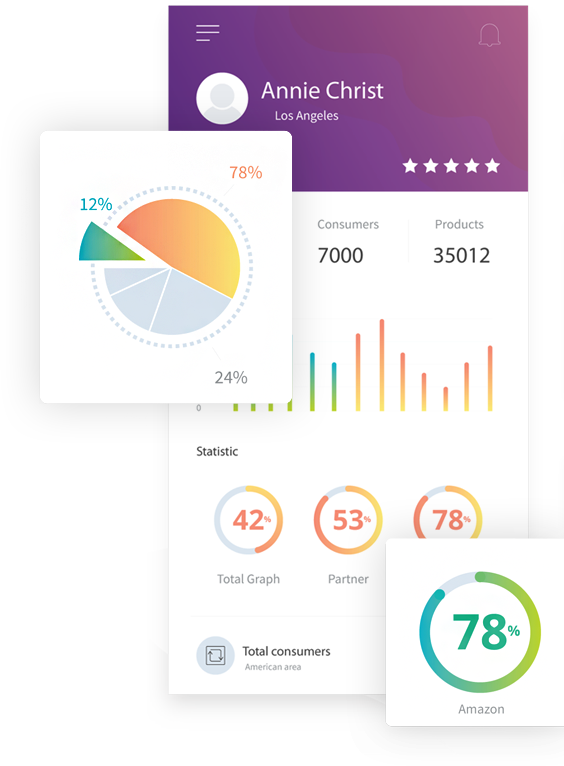 Annie Christ
Los Angeles
78%
12%
24%
Consumers
7000
Products
35012
0
Statistic
42%
53%
78%
Total Graph
Partner
Total consumers
American area
78%
Amazon